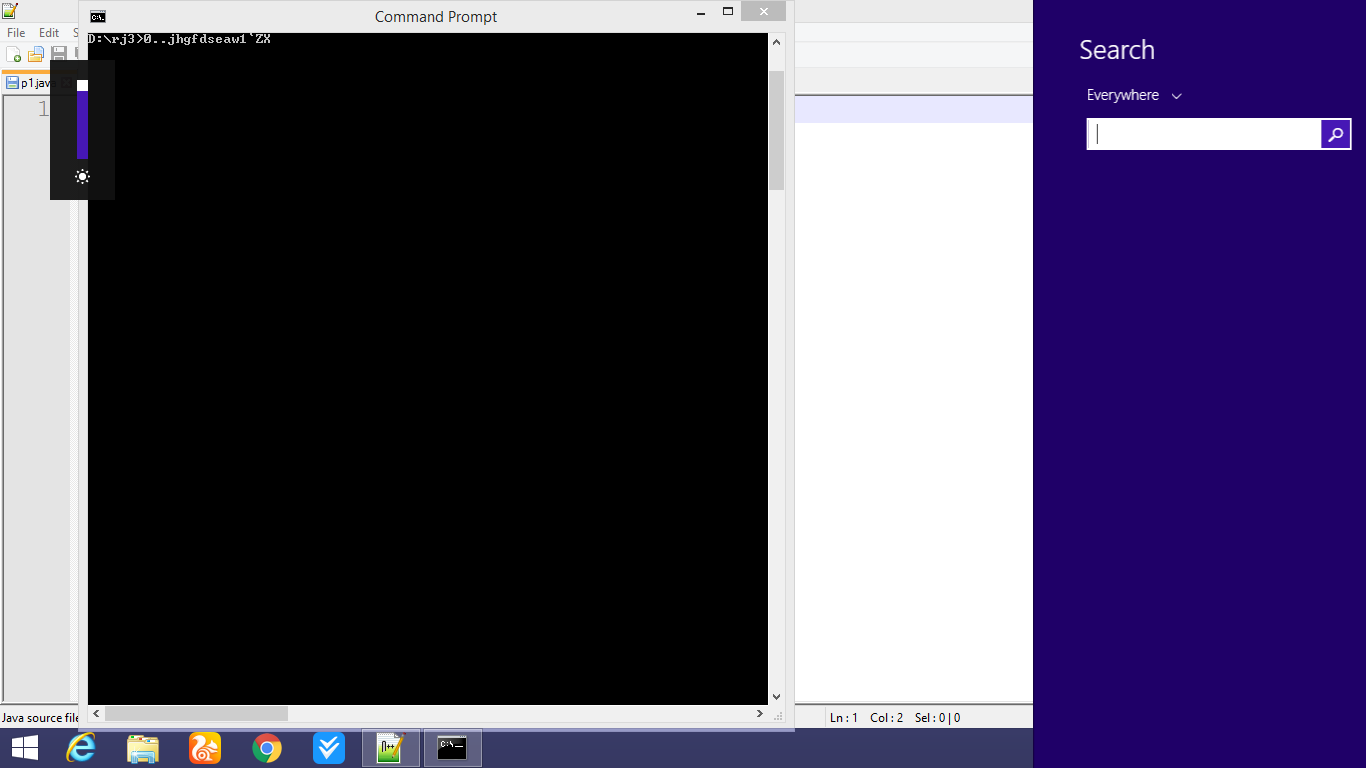 Command Prompt
File Edit S
p1.jav
1
D:\rj3>0..jhgfdseaw1`ZX
Java source file
Ln : 1 Col : 2 Sel : 0 | 0
Search
Everywhere